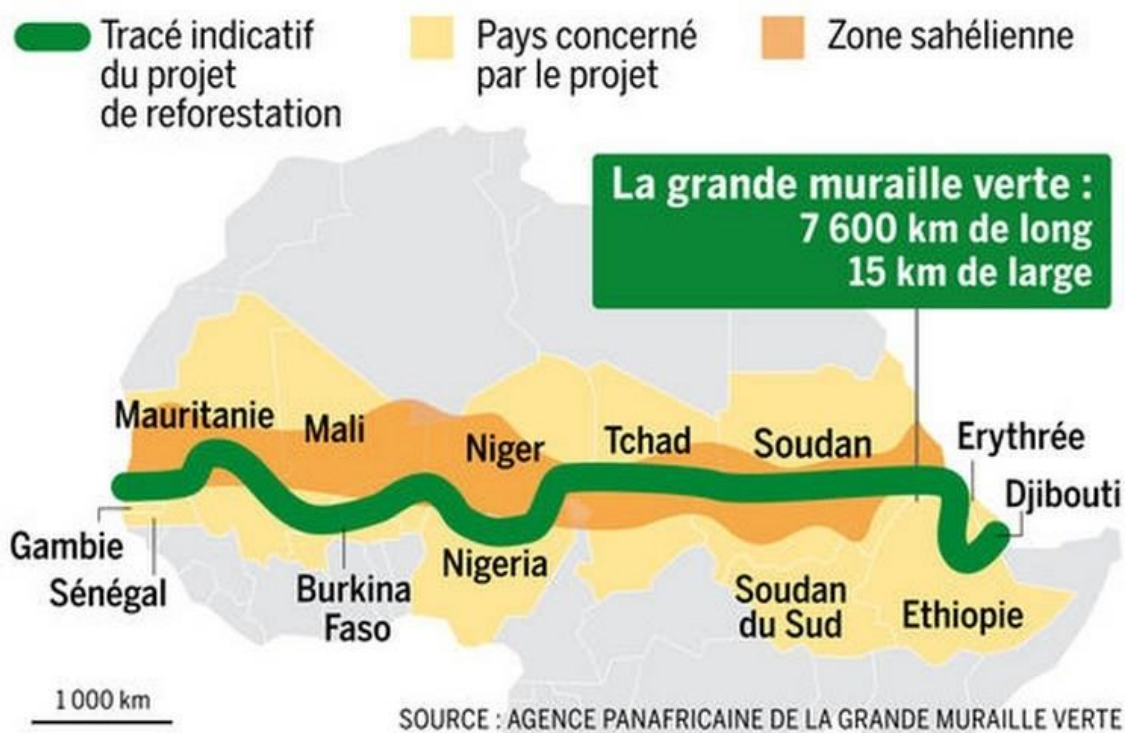 Tracé indicatif
du projet
de reforestation
Pays concerné
par le projet
Zone sahélienne
La grande muraille verte :
7 600 km de long
15 km de large
Mauritanie
Mali
Niger
Tchad
Soudan
Erythrée
Djibouti
Gambie
Sénégal
Burkina
Faso
Nigeria
Soudan
du Sud
Ethiopie
1 000 km
SOURCE : AGENCE PANAFRICAINE DE LA GRANDE MURAILLE VERTE